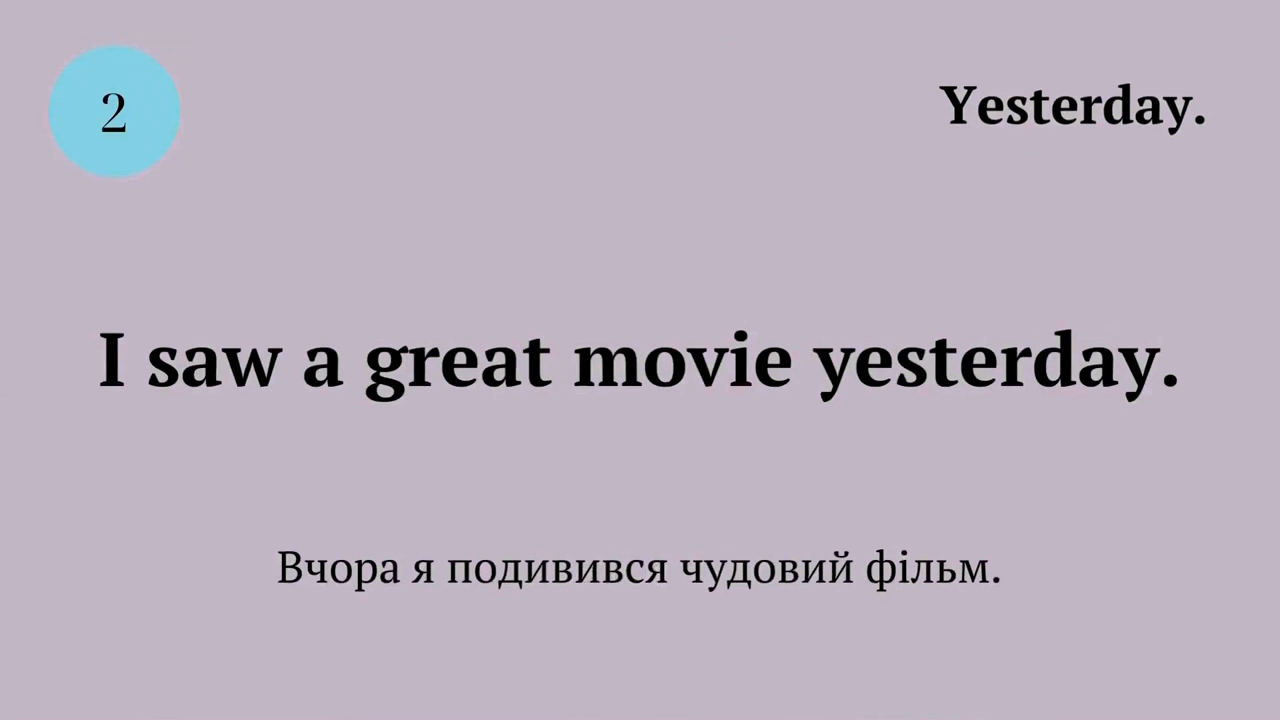 2
Yesterday.
I saw a great movie yesterday.
Вчора я подивився чудовий фільм.